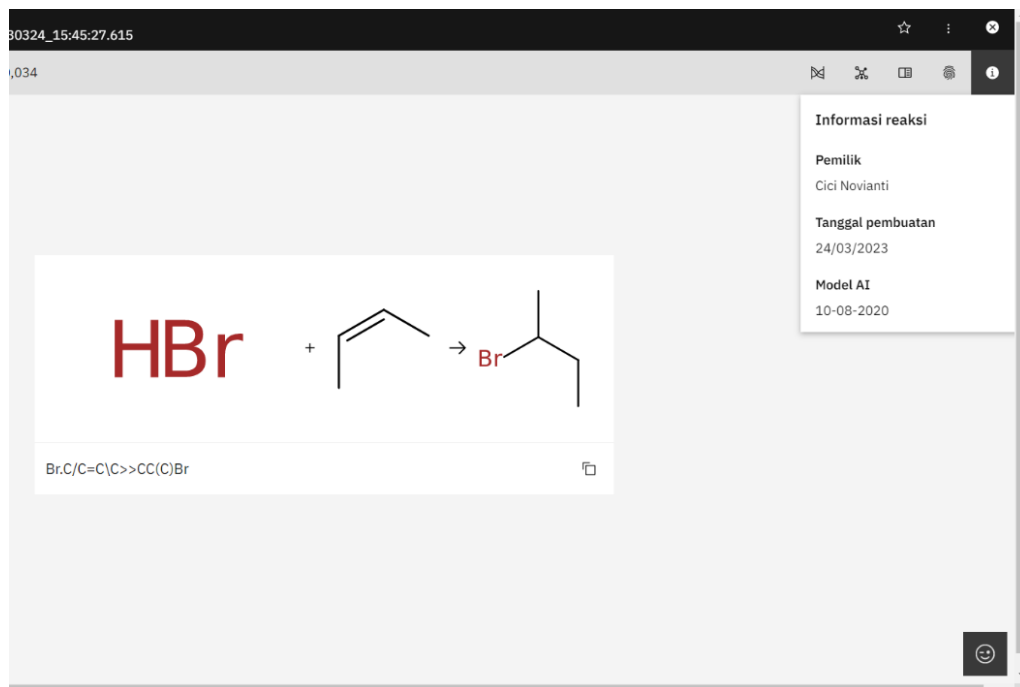 30324_15:45:27.615
,034
Informasi reaksi
Pemilik
Cici Novianti
Tanggal pembuatan
24/03/2023
Model AI
10-08-2020
HBr + → Br
Br.C/C=C\C>>CC(C)Br